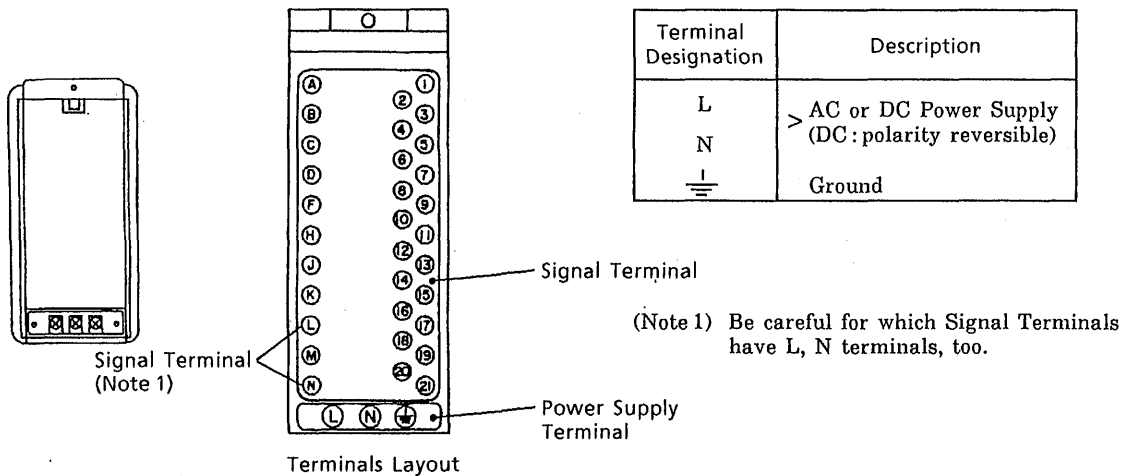 A
B
C
D
F
H
J
K
L
M
N
1
2
3
4
5
6
7
8
9
10
11
12
13
14
15
16
17
18
19
20
21
L N
Signal Terminal
(Note 1)
Signal Terminal
Power Supply
Terminal
Terminals Layout
Terminal
Designation
Description
L
N
> AC or DC Power Supply
(DC : polarity reversible)
Ground
(Note 1) Be careful for which Signal Terminals
have L, N terminals, too.